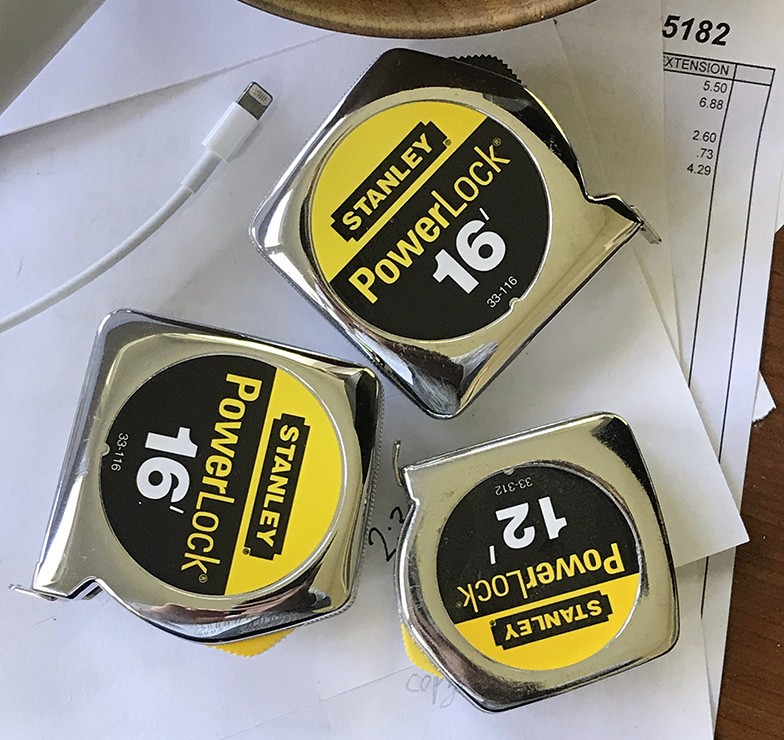 5182
EXTENSION
5.50
6.88
2.60
.73
4.29
STANLEY®
PowerLock®
16'
33-116
STANLEY®
PowerLock®
16'
33-116
STANLEY
PowerLock®
12'
33-312
copy